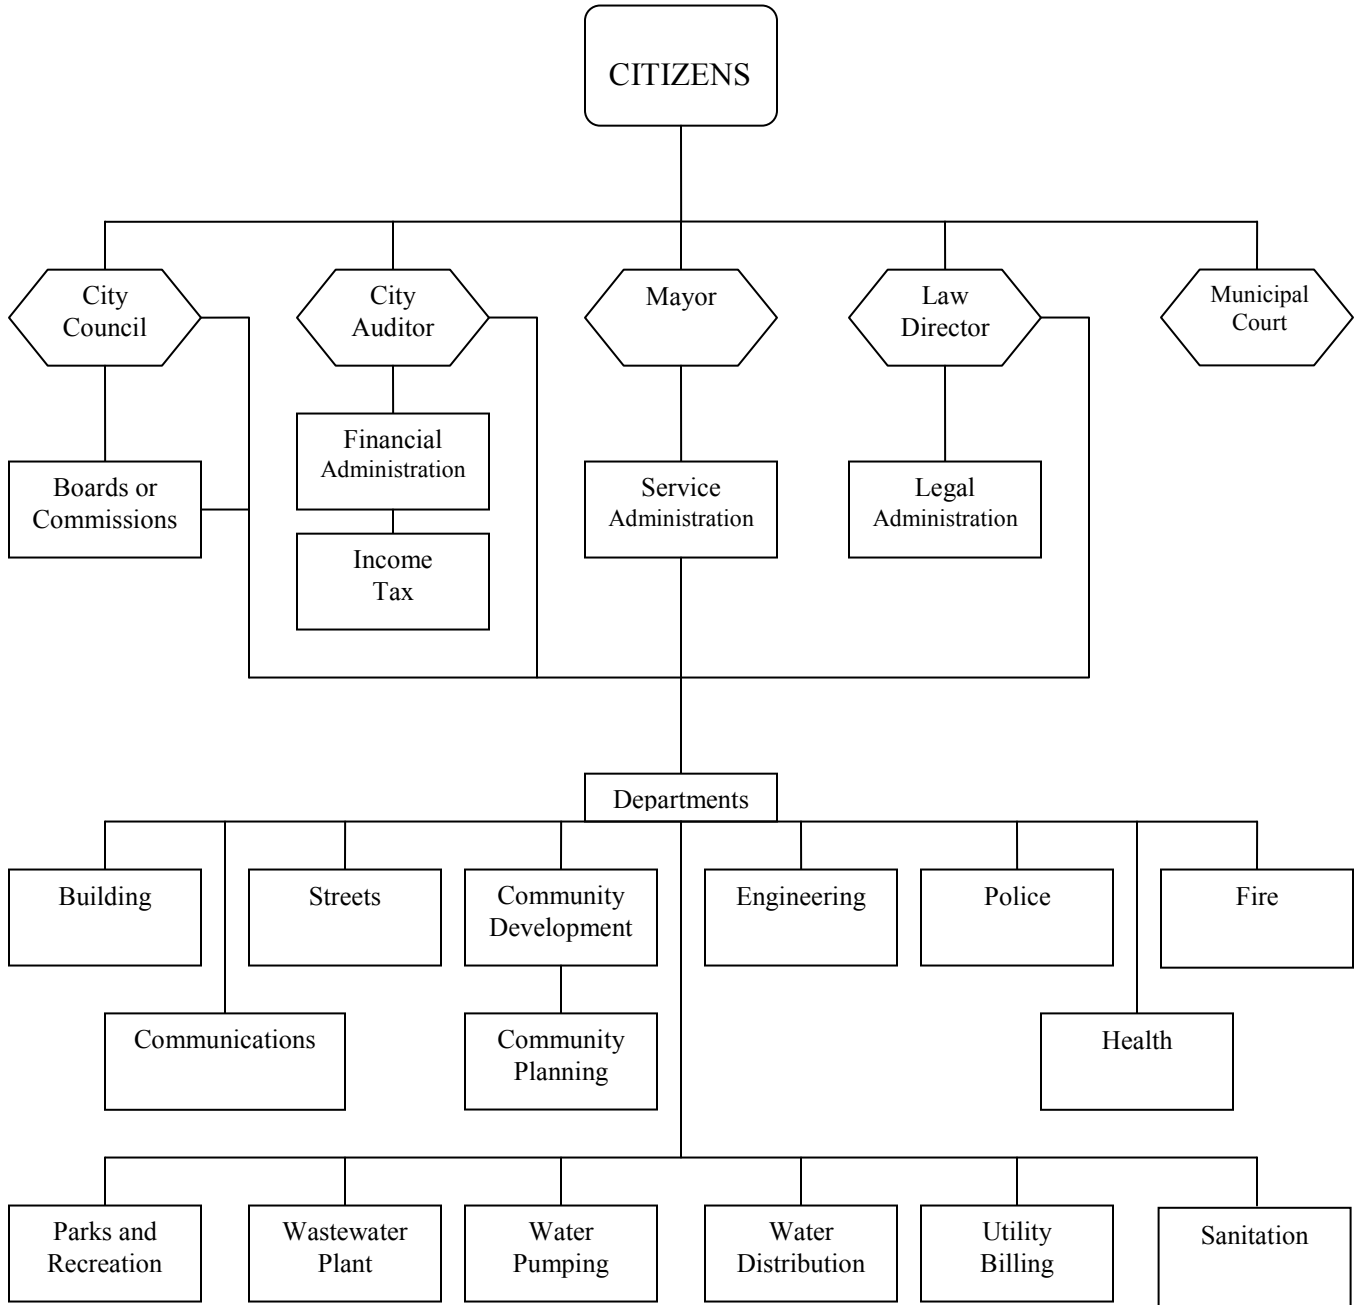 CITIZENS
City
Council
City
Auditor
Mayor
Law
Director
Municipal
Court
Financial
Administration
Boards or
Commissions
Service
Administration
Legal
Administration
Income
Tax
Departments
Building
Streets
Community
Development
Engineering
Police
Fire
Communications
Community
Planning
Health
Parks and
Recreation
Wastewater
Plant
Water
Pumping
Water
Distribution
Utility
Billing
Sanitation